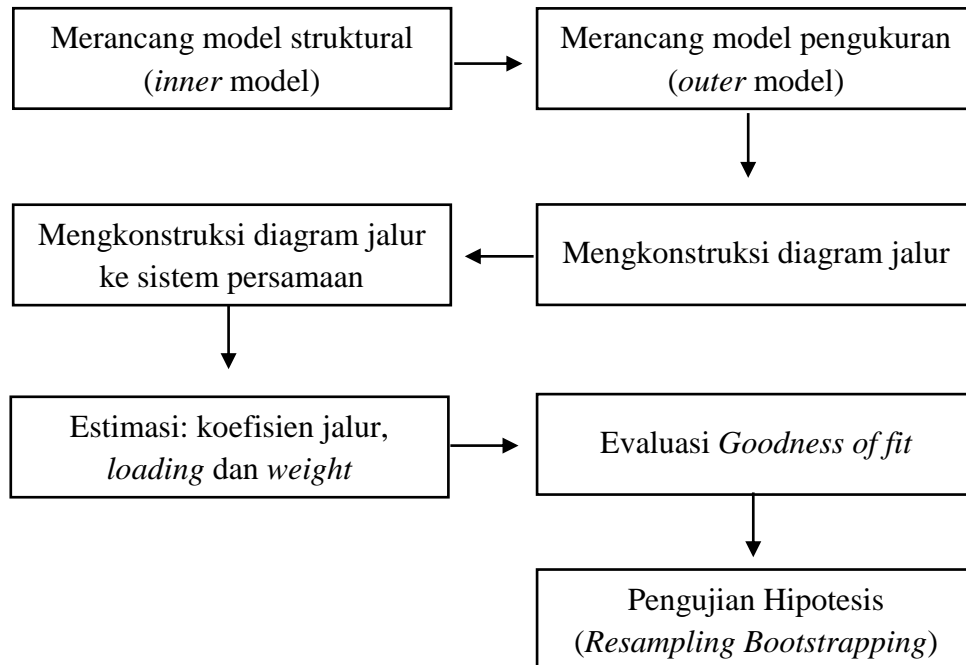 Merancang model struktural
(inner model)
Merancang model pengukuran
(outer model)
Mengkonstruksi diagram jalur
Mengkonstruksi diagram jalur
ke sistem persamaan
Estimasi: koefisien jalur,
loading dan weight
Evaluasi Goodness of fit
Pengujian Hipotesis
(Resampling Bootstrapping)